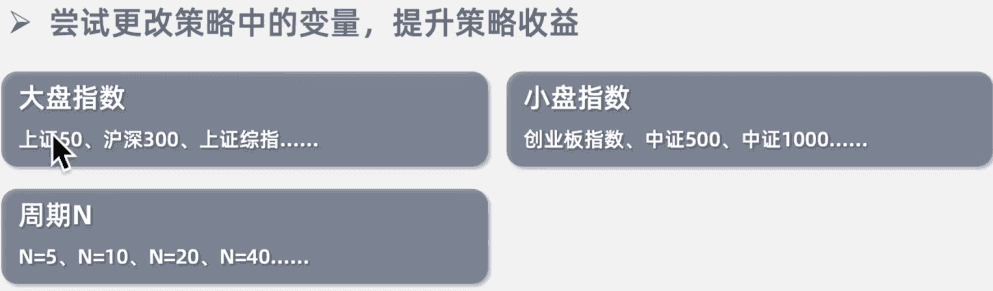 尝试更改策略中的变量，提升策略收益
大盘指数
上证50、沪深300、上证综指……
小盘指数
创业板指数、中证500、中证1000……
周期N
N=5、N=10、N=20、N=40……